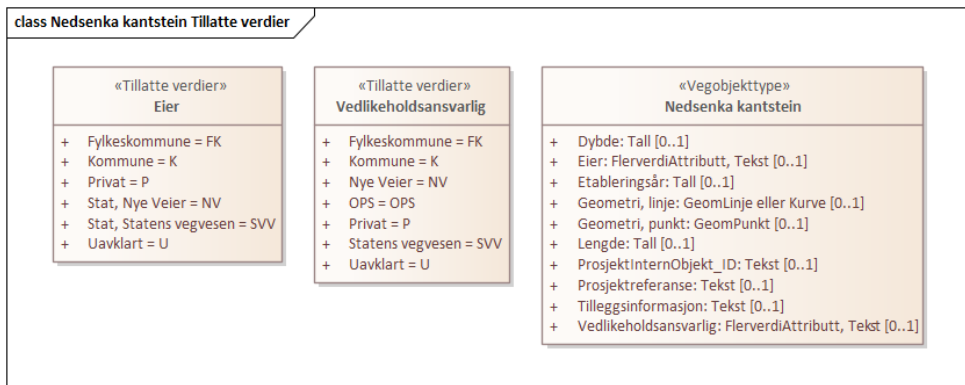 class Nedsenka kantstein Tillatte verdier
«Tillatte verdier»
Eier
+ Fylkeskommune = FK
+ Kommune = K
+ Privat = P
+ Stat, Nye Veier = NV
+ Stat, Statens vegvesen = SVV
+ Uavklart = U
«Tillatte verdier»
Vedlikeholdsansvarlig
+ Fylkeskommune = FK
+ Kommune = K
+ Nye Veier = NV
+ OPS = OPS
+ Privat = P
+ Statens vegvesen = SVV
+ Uavklart = U
«Vegobjekttype»
Nedsenka kantstein
+ Dybde: Tall [0..1]
+ Eier: FlerverdiAttributt, Tekst [0..1]
+ Etableringsår: Tall [0..1]
+ Geometri, linje: GeomLinje eller Kurve [0..1]
+ Geometri, punkt: GeomPunkt [0..1]
+ Lengde: Tall [0..1]
+ ProsjektInternObjekt_ID: Tekst [0..1]
+ Prosjektreferanse: Tekst [0..1]
+ Tilleggsinformasjon: Tekst [0..1]
+ Vedlikeholdsansvarlig: FlerverdiAttributt, Tekst [0..1]